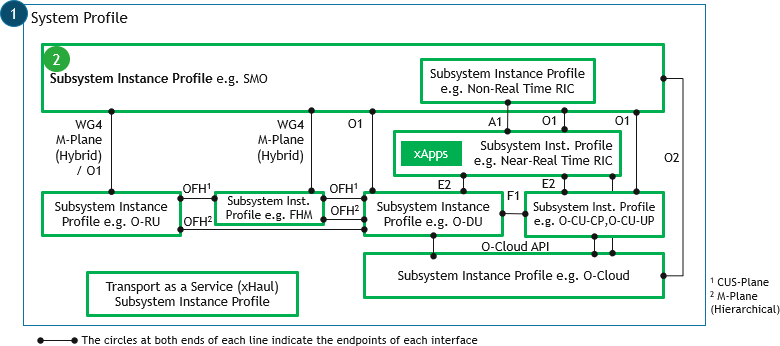 1 System Profile
2
Subsystem Instance Profile e.g. SMO
Subsystem Instance Profile
e.g. Non-Real Time RIC
WG4
M-Plane
(Hybrid)
/ O1
WG4
M-Plane
(Hybrid)
O1
A1
O1
O1
O2
xApps
Subsystem Inst. Profile
e.g. Near-Real Time RIC
E2
E2
F1
OFH¹
OFH¹
OFH²
OFH²
Subsystem Instance
Profile e.g. O-RU
Subsystem Inst.
Profile e.g. FHM
Subsystem Instance
Profile e.g. O-DU
Subsystem Inst. Profile
e.g. O-CU-CP,O-CU-UP
O-Cloud API
Subsystem Instance Profile e.g. O-Cloud
Transport as a Service (xHaul)
Subsystem Instance Profile
¹ CUS-Plane
² M-Plane
(Hierarchical)
The circles at both ends of each line indicate the endpoints of each interface